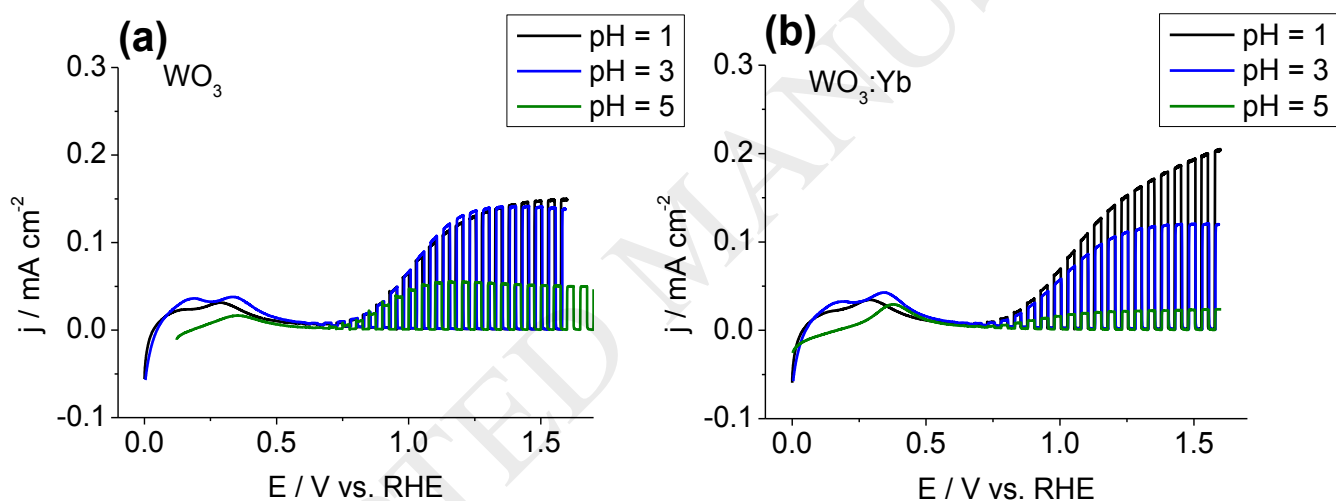 (a)
WO3
pH = 1
pH = 3
pH = 5
0.3
0.2
0.1
0.0
-0.1
j / mA cm-2
0.0 0.5 1.0 1.5
E / V vs. RHE
(b)
WO3:Yb
pH = 1
pH = 3
pH = 5
0.3
0.2
0.1
0.0
-0.1
j / mA cm-2
0.0 0.5 1.0 1.5
E / V vs. RHE